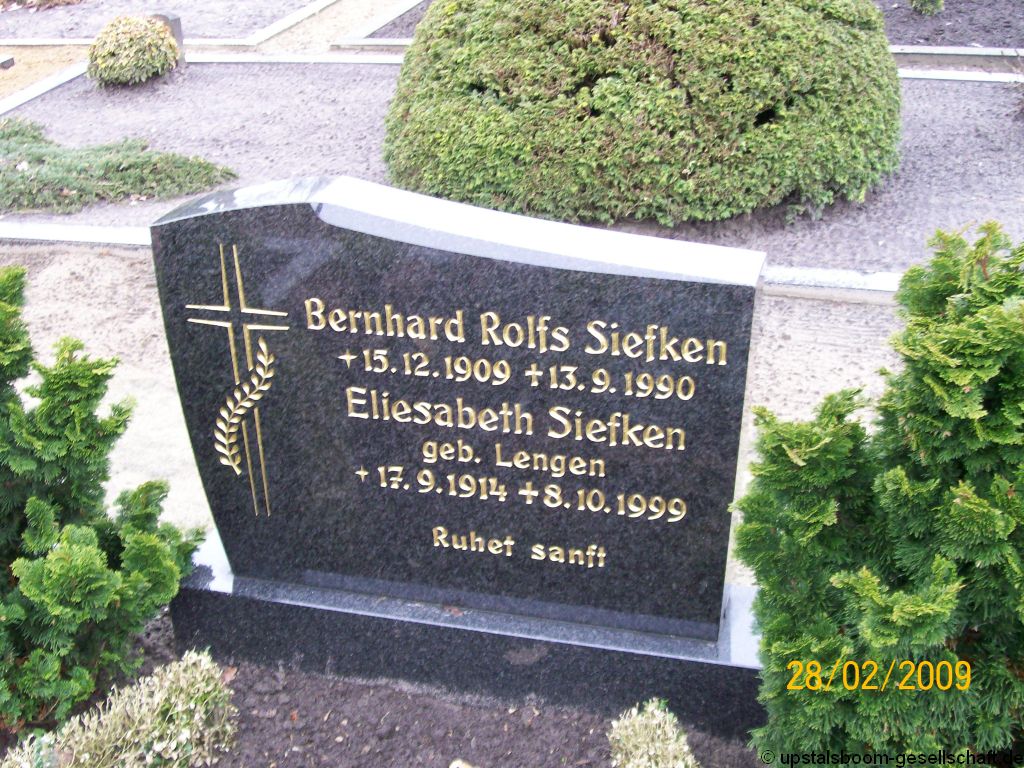 Bernhard Rolfs Siefken
+15.12.1909 +13.9.1990
Eliesabeth Siefken
geb. Lengen
+17.9.1914 +8.10.1999
Ruhet sanft
28/02/2009
© upstalsboom-gesellschaft.de